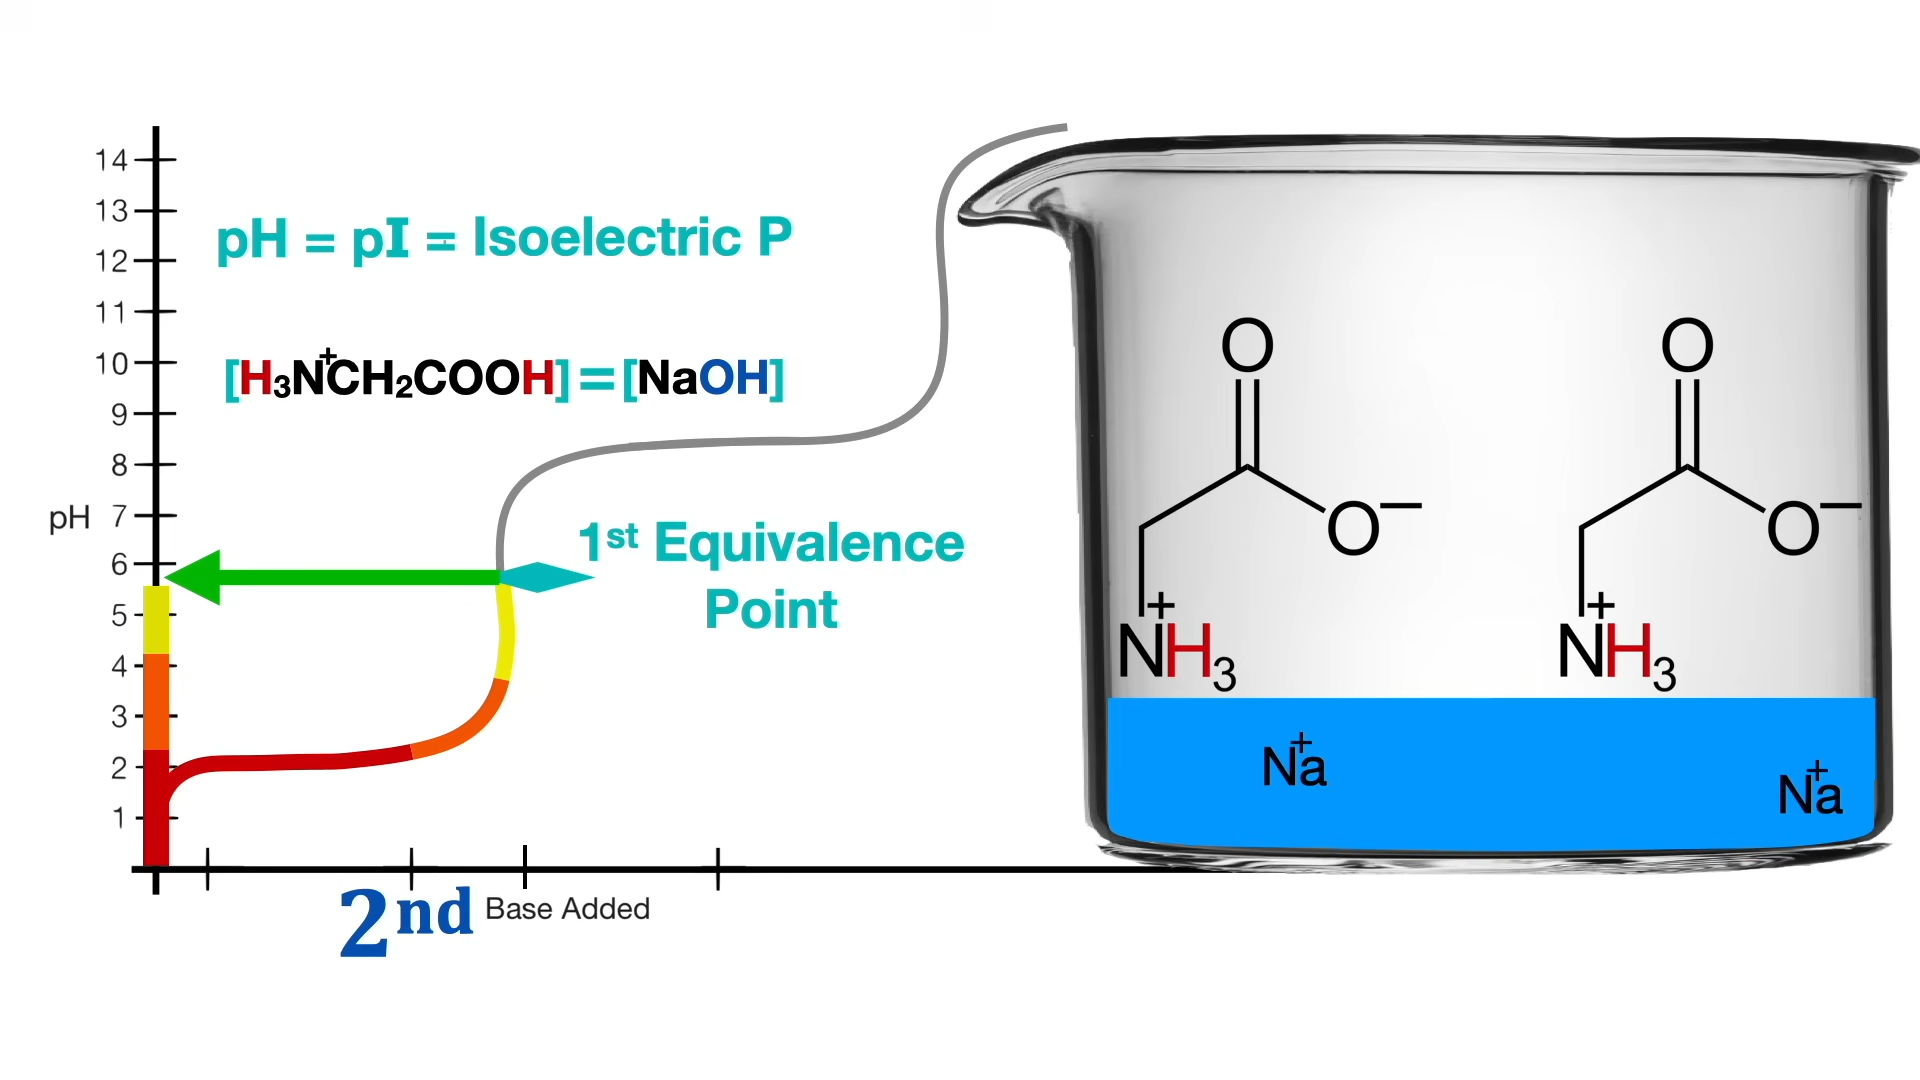 14
13
12
11
10
9
8
7
6
5
4
3
2
1
pH
pH = pI = Isoelectric P
[H₃N⁺CH₂COOH] = [NaOH]
1st Equivalence
Point
2nd Base Added
O
O⁻
N⁺H₃
O
O⁻
N⁺H₃
Na⁺
Na⁺